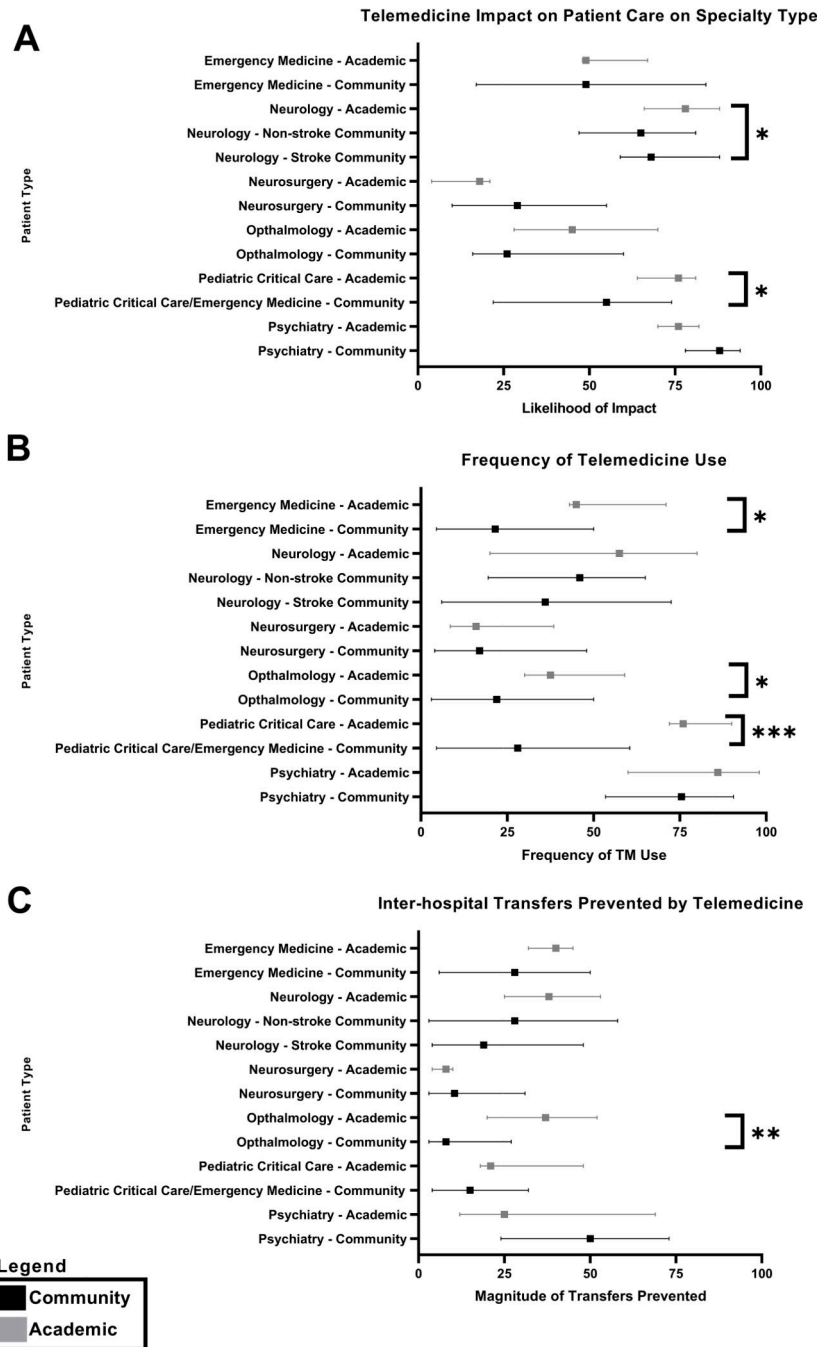 Telemedicine Impact on Patient Care on Specialty Type
A
Emergency Medicine - Academic
Emergency Medicine - Community
Neurology - Academic
Neurology - Non-stroke Community
*
Neurology - Stroke Community
Neurosurgery - Academic
Patient Type
Neurosurgery - Community
Opthalmology - Academic
Opthalmology - Community
Pediatric Critical Care - Academic
*
Pediatric Critical Care/Emergency Medicine - Community
Psychiatry - Academic
Psychiatry - Community
0 25 50 75 100
Likelihood of Impact
B
Frequency of Telemedicine Use
Emergency Medicine - Academic
*
Emergency Medicine - Community
Neurology - Academic
Neurology - Non-stroke Community
Neurology - Stroke Community
Neurosurgery - Academic
Patient Type
Neurosurgery - Community
Opthalmology - Academic
*
Opthalmology - Community
Pediatric Critical Care - Academic
***
Pediatric Critical Care/Emergency Medicine - Community
Psychiatry - Academic
Psychiatry - Community
0 25 50 75 100
Frequency of TM Use
C
Inter-hospital Transfers Prevented by Telemedicine
Emergency Medicine - Academic
Emergency Medicine - Community
Neurology - Academic
Neurology - Non-stroke Community
Neurology - Stroke Community
Neurosurgery - Academic
Patient Type
Neurosurgery - Community
Opthalmology - Academic
**
Opthalmology - Community
Pediatric Critical Care - Academic
Pediatric Critical Care/Emergency Medicine - Community
Psychiatry - Academic
Psychiatry - Community
0 25 50 75 100
Magnitude of Transfers Prevented
Legend
Community
Academic